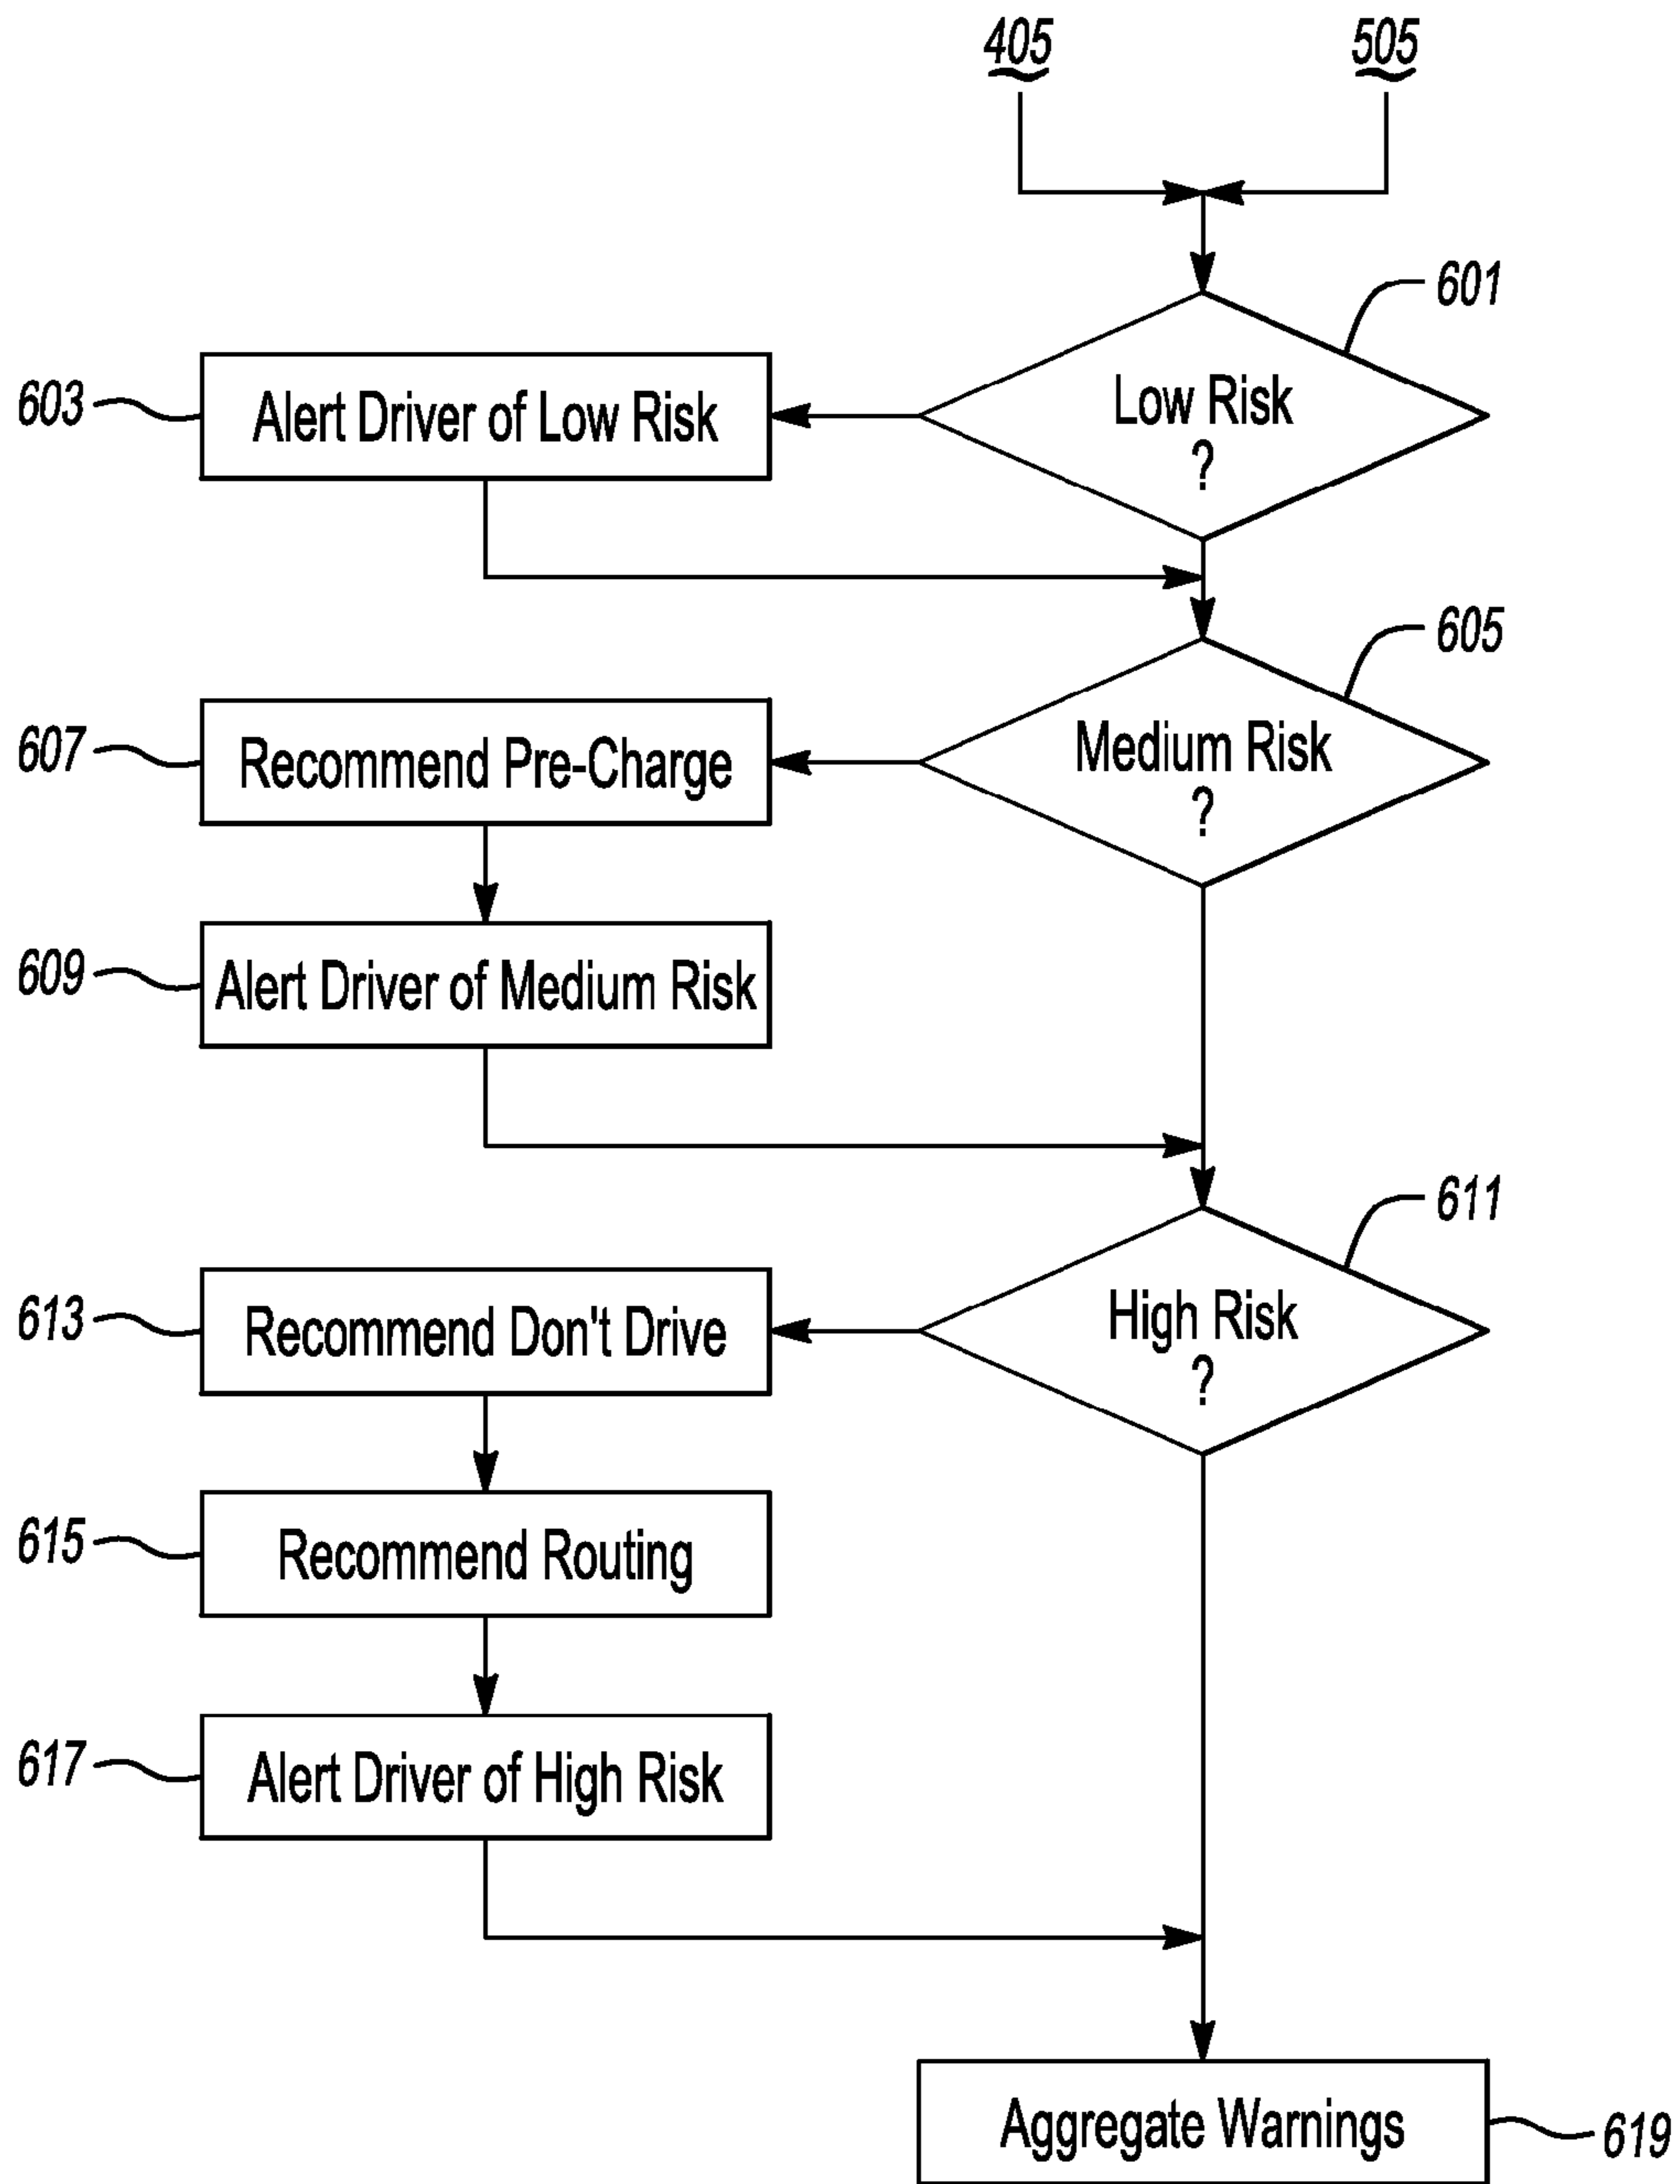 405
505
601
603
Alert Driver of Low Risk
Low Risk
?
605
607
Recommend Pre-Charge
Medium Risk
?
609
Alert Driver of Medium Risk
611
613
Recommend Don't Drive
High Risk
?
615
Recommend Routing
617
Alert Driver of High Risk
Aggregate Warnings
619